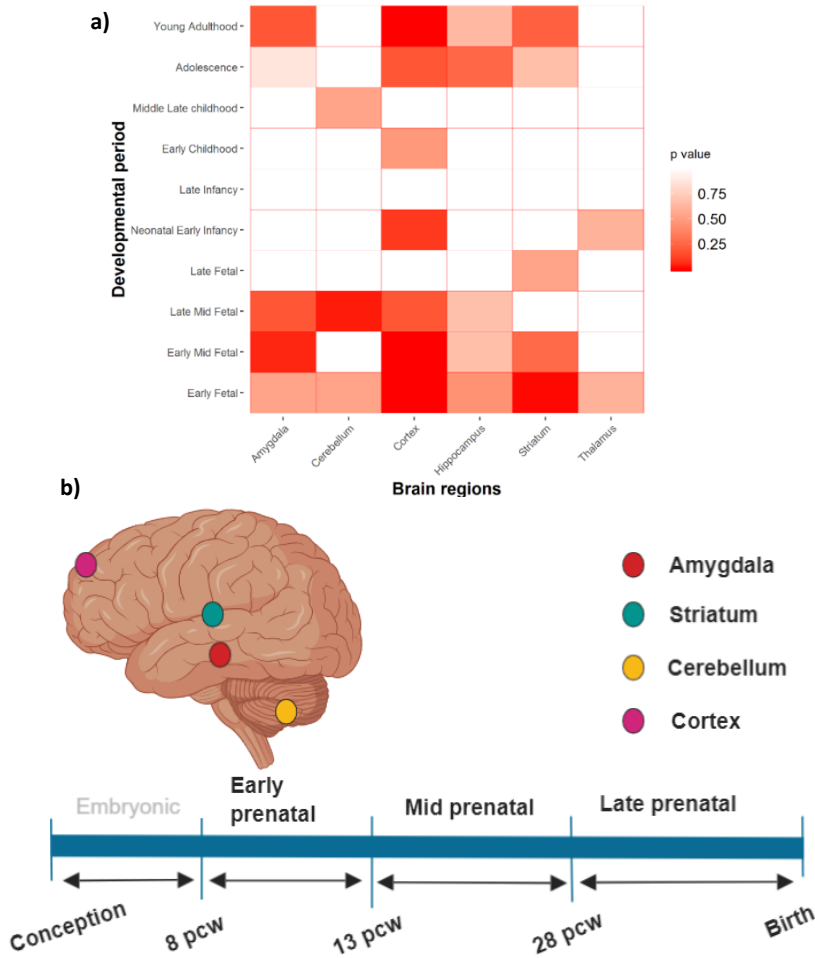 a)
Young Adulthood
Adolescence
Middle Late childhood
Early Childhood
Late Infancy
Neonatal Early Infancy
Late Fetal
Late Mid Fetal
Early Mid Fetal
Early Fetal
Developmental period
Amygdala
Cerebellum
Cortex
Hippocampus
Striatum
Thalamus
Brain regions
p value
0.75
0.50
0.25
b)
Amygdala
Striatum
Cerebellum
Cortex
Embryonic
Early
prenatal
Mid prenatal
Late prenatal
Conception
8 pcw
13 pcw
28 pcw
Birth